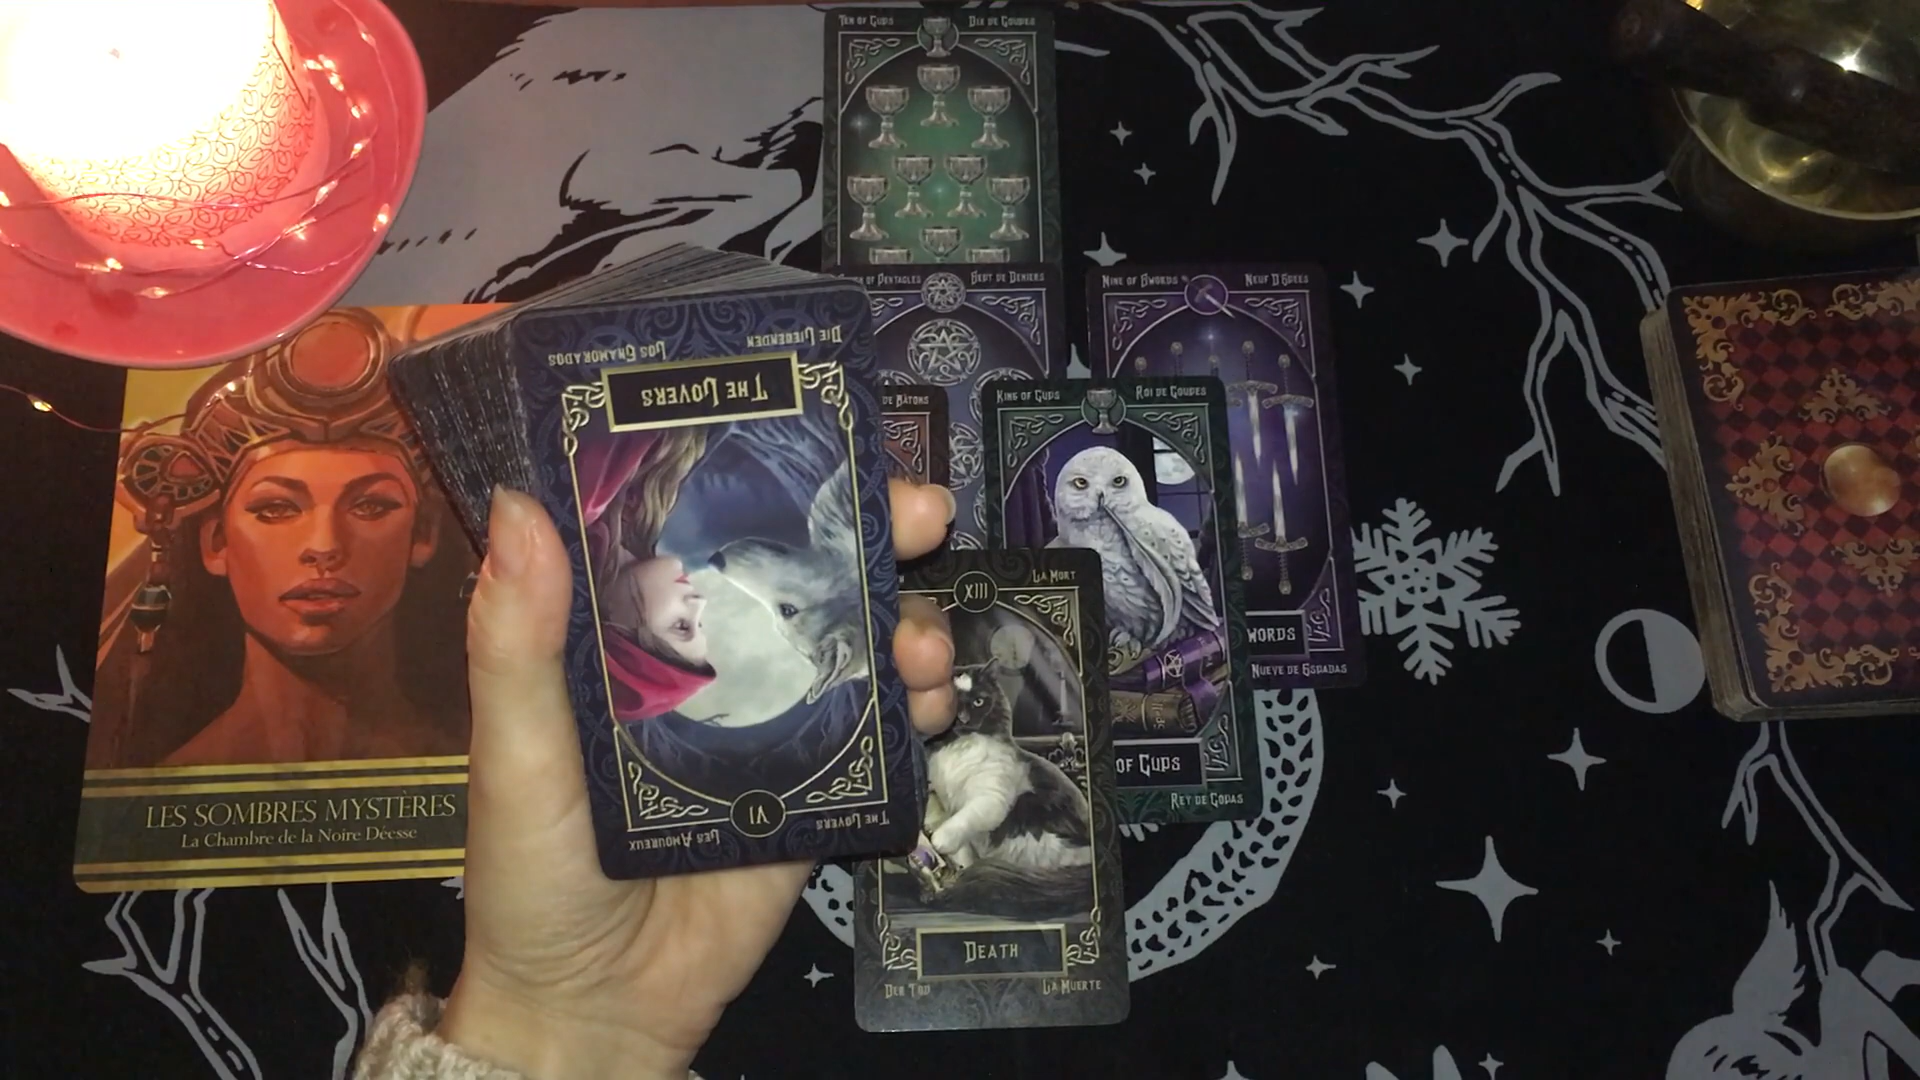 TEN OF CUPS DIX DE COUPES
OF PENTACLES SEPT DE DENIERS
NINE OF SWORDS NEUF D'ÉPÉES
WORDS
NUEVE DE ESPADAS
DE BÂTONS
KING OF CUPS ROI DE COUPES
OF CUPS
REY DE COPAS
XIII LA MORT
DEATH
DER TOD LA MUERTE
LOS ENAMORADOS DIE LIEBENDEN
THE LOVERS
VI
LES AMOUREUX THE LOVERS
LES SOMBRES MYSTÈRES
La Chambre de la Noire Déesse